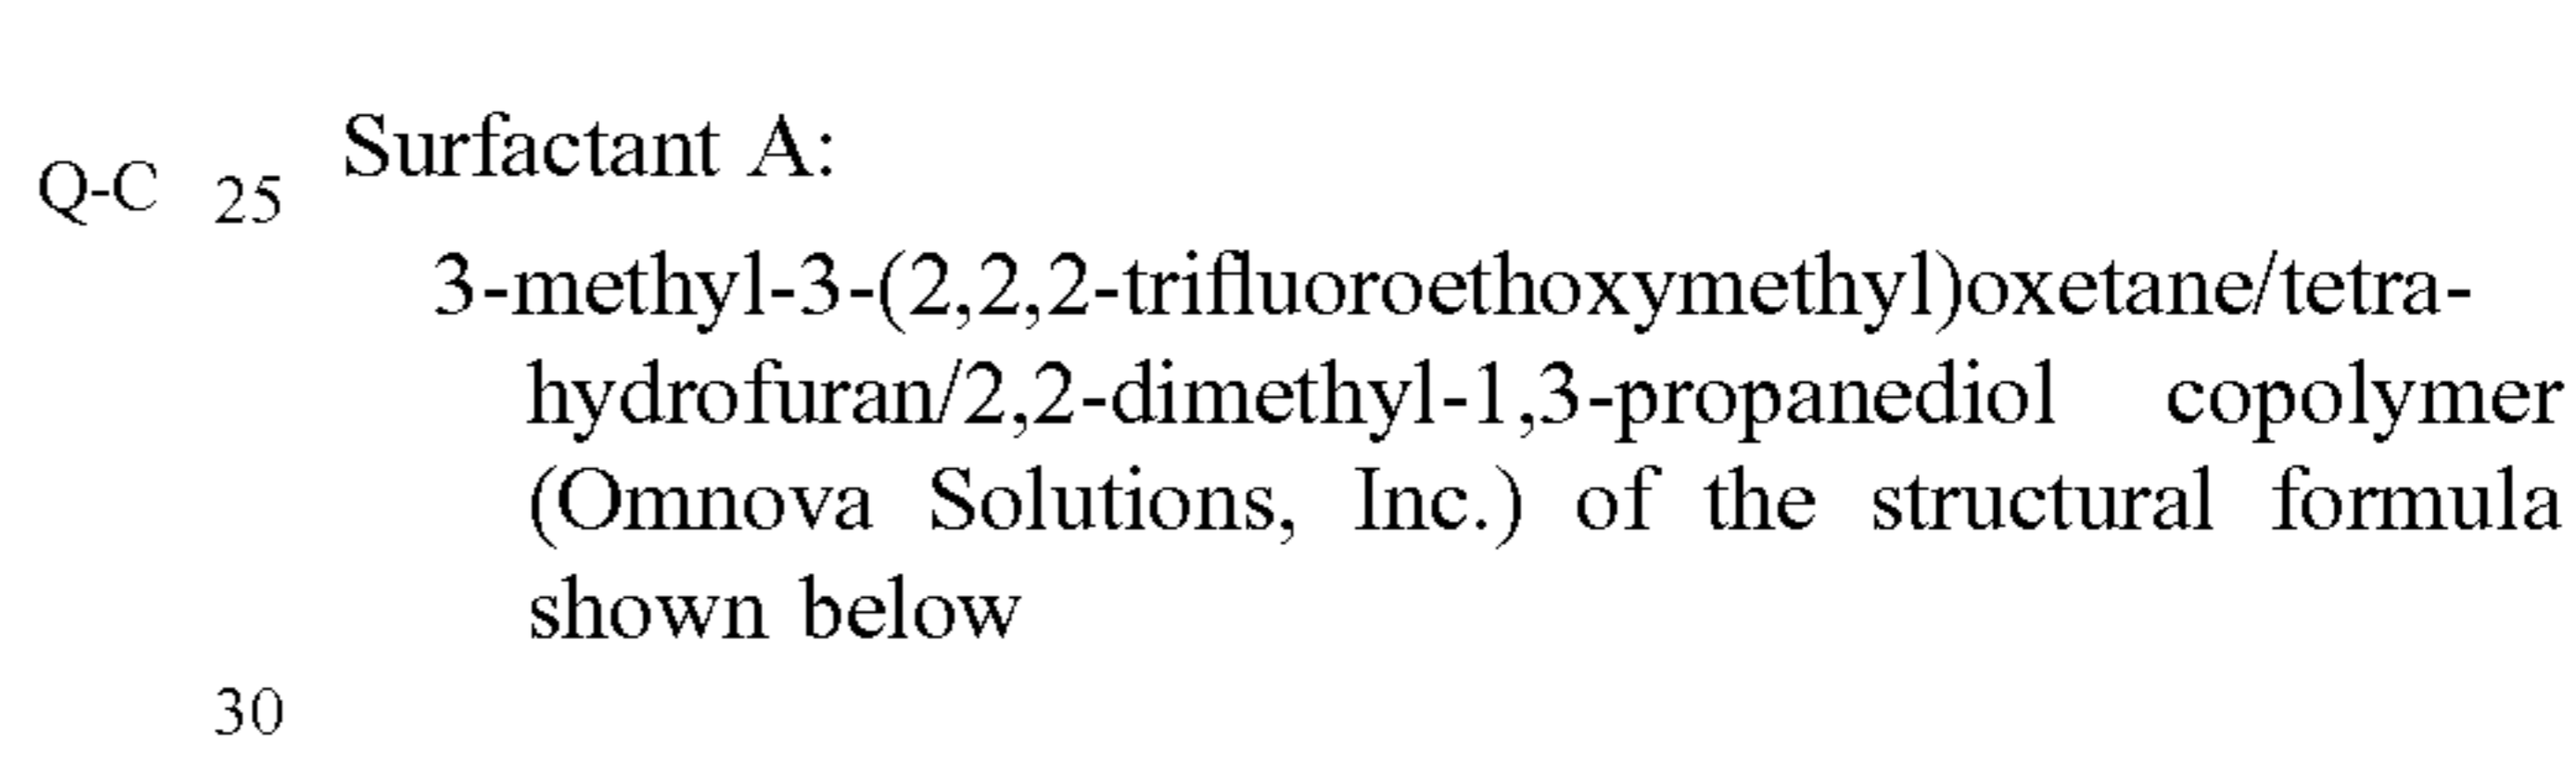 Surfactant A:
Q-C 25
3-methyl-3-(2,2,2-trifluoroethoxymethyl)oxetane/tetra-
hydrofuran/2,2-dimethyl-1,3-propanediol copolymer
(Omnova Solutions, Inc.) of the structural formula
shown below
30